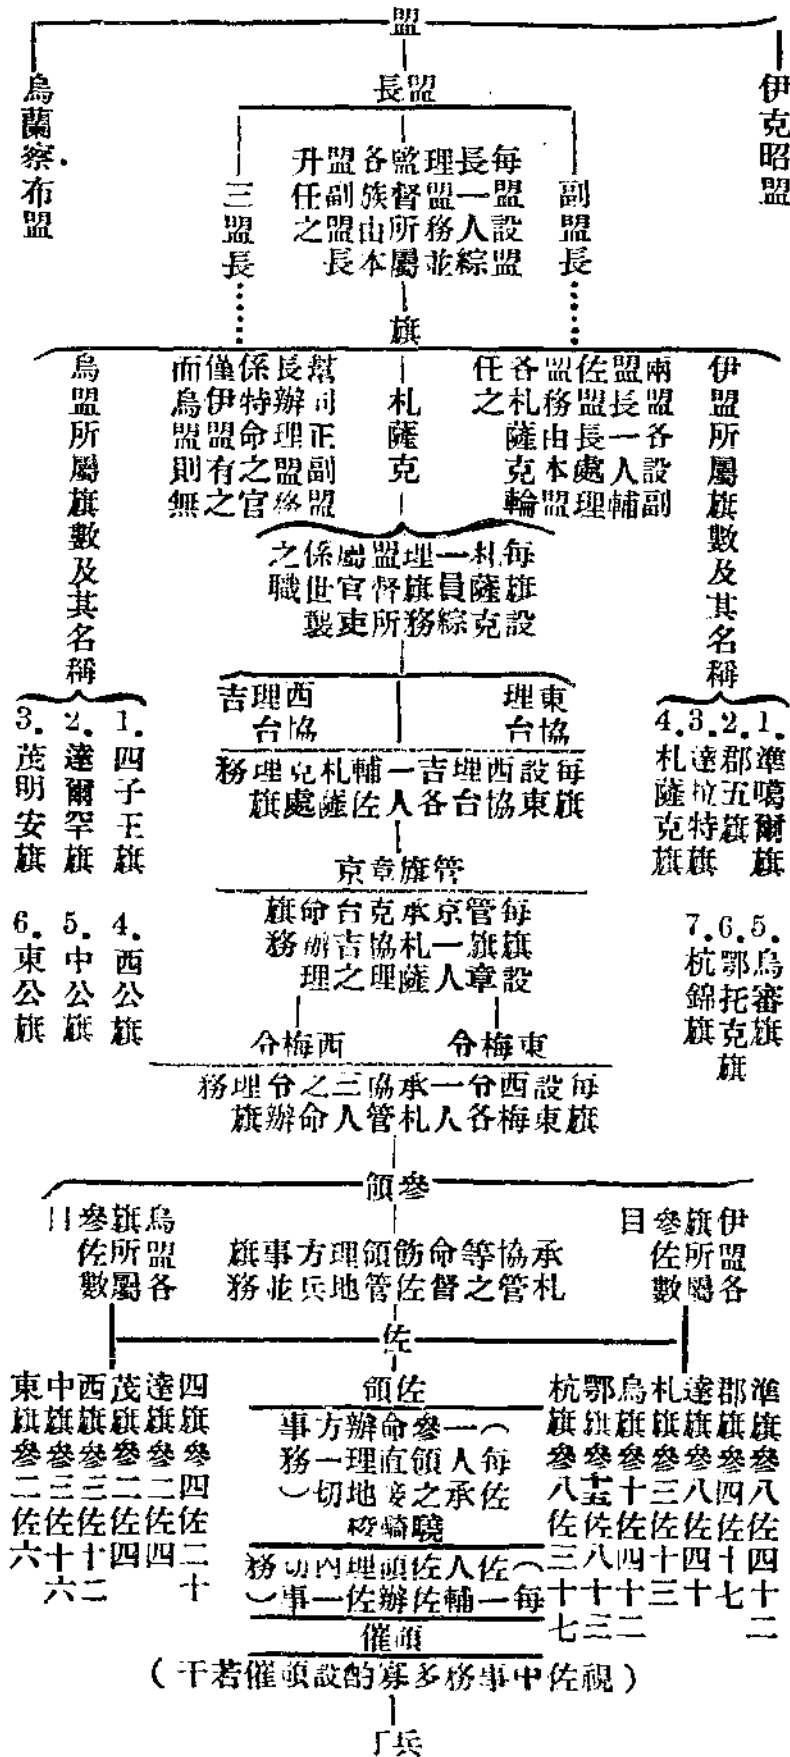 盟
伊克昭盟
烏蘭察布盟
盟長
每盟設盟
長一人綜
理盟務並
監督所屬
各族由本
盟副盟長
升任之
副盟長
三盟長
旗
伊盟所屬旗數及其名稱
兩盟各設副
盟長一人輔
佐盟長處理
盟務由本盟
各札薩克輪
任之
札薩克
幫同正副盟
長辦理盟務
係特命之官
僅伊盟有之
而烏盟則無
烏盟所屬旗數及其名稱
每旗設
札薩克
一員綜
理旗務
盟督所
屬官吏
係世襲
之職
1.準噶爾旗
2.郡五旗
3.達拉特旗
4.札薩克旗
5.烏審旗
6.鄂托克旗
7.杭錦旗
1.四子王旗
2.達爾罕旗
3.茂明安旗
4.西公旗
5.中公旗
6.東公旗
東協理台
西協理台吉
每旗設東西協理台吉各一人輔佐札薩克處理旗務
管旗章京
每旗設
管旗章
京一人
承札薩
克協理
台吉之
命辦理
旗務
東梅令
西梅令
每旗設東西梅令各一人承札協管三人之命令辦理旗務
參領
伊盟各
旗所屬
參佐數
目
承札
協管
等之
命督
飭佐
領管
理地
方兵
事並
旗務
烏盟各
旗所屬
參佐數
目
佐
準旗參八佐四十二
郡旗參四佐十七
達旗參八佐四十
札旗參三佐十三
烏旗參十佐四十二
鄂旗參十五佐八十三
杭旗參八佐三十七
四旗參四佐二十
達旗參二佐四
茂旗參二佐四
西旗參三佐十二
中旗參三佐十六
東旗參二佐六
佐領
(每佐
一人承
參領之
命直接
辦理地
方一切
事務)
驍騎校
(每佐一人輔佐佐領辦理佐內一切事務
領催
(視佐中事務多寡酌設領催若干)
兵丁